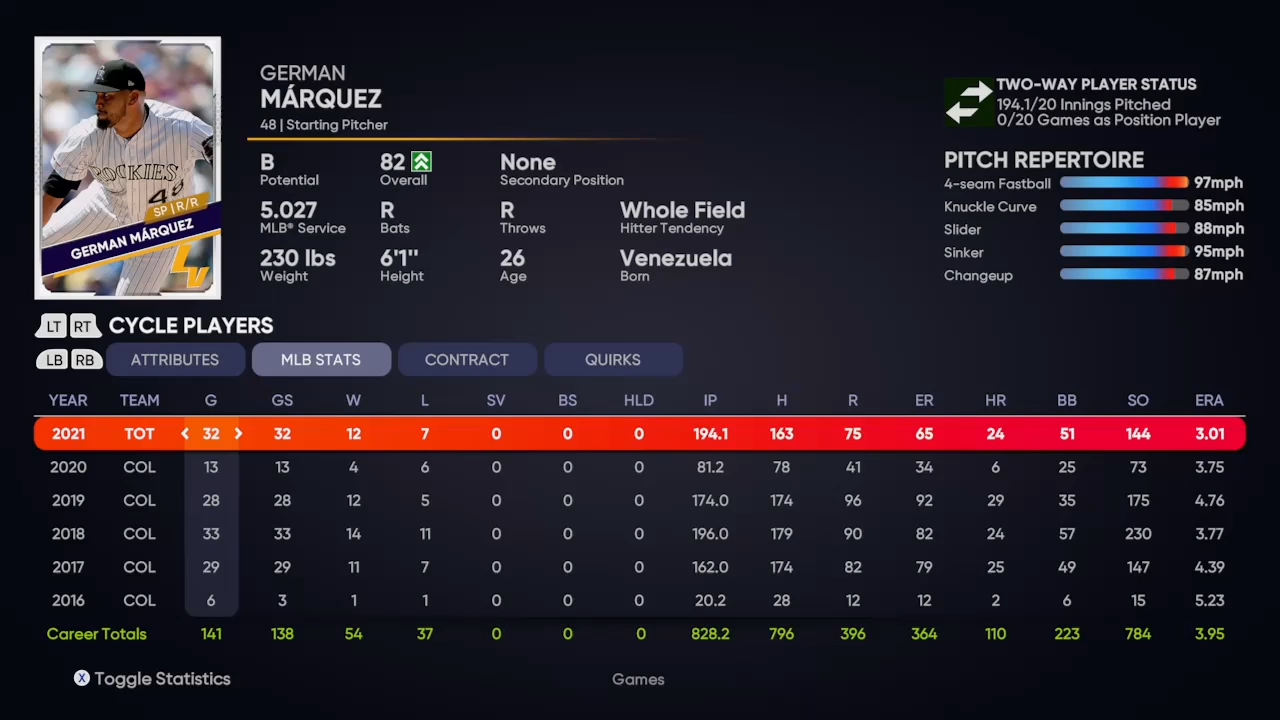 ROCKIES
48
SP | R/R
GERMAN MÁRQUEZ
LV
GERMAN
MÁRQUEZ
48 | Starting Pitcher
B
Potential
82
Overall
None
Secondary Position
5.027
MLB® Service
R
Bats
R
Throws
Whole Field
Hitter Tendency
230 lbs
Weight
6'1"
Height
26
Age
Venezuela
Born
TWO-WAY PLAYER STATUS
194.1/20 Innings Pitched
0/20 Games as Position Player
PITCH REPERTOIRE
4-seam Fastball 97mph
Knuckle Curve 85mph
Slider 88mph
Sinker 95mph
Changeup 87mph
LT RT CYCLE PLAYERS
LB RB ATTRIBUTES MLB STATS CONTRACT QUIRKS
YEAR TEAM G GS W L SV BS HLD IP H R ER HR BB SO ERA
2021 TOT 32 32 12 7 0 0 0 194.1 163 75 65 24 51 144 3.01
2020 COL 13 13 4 6 0 0 0 81.2 78 41 34 6 25 73 3.75
2019 COL 28 28 12 5 0 0 0 174.0 174 96 92 29 35 175 4.76
2018 COL 33 33 14 11 0 0 0 196.0 179 90 82 24 57 230 3.77
2017 COL 29 29 11 7 0 0 0 162.0 174 82 79 25 49 147 4.39
2016 COL 6 3 1 1 0 0 0 20.2 28 12 12 2 6 15 5.23
Career Totals 141 138 54 37 0 0 0 828.2 796 396 364 110 223 784 3.95
X Toggle Statistics
Games